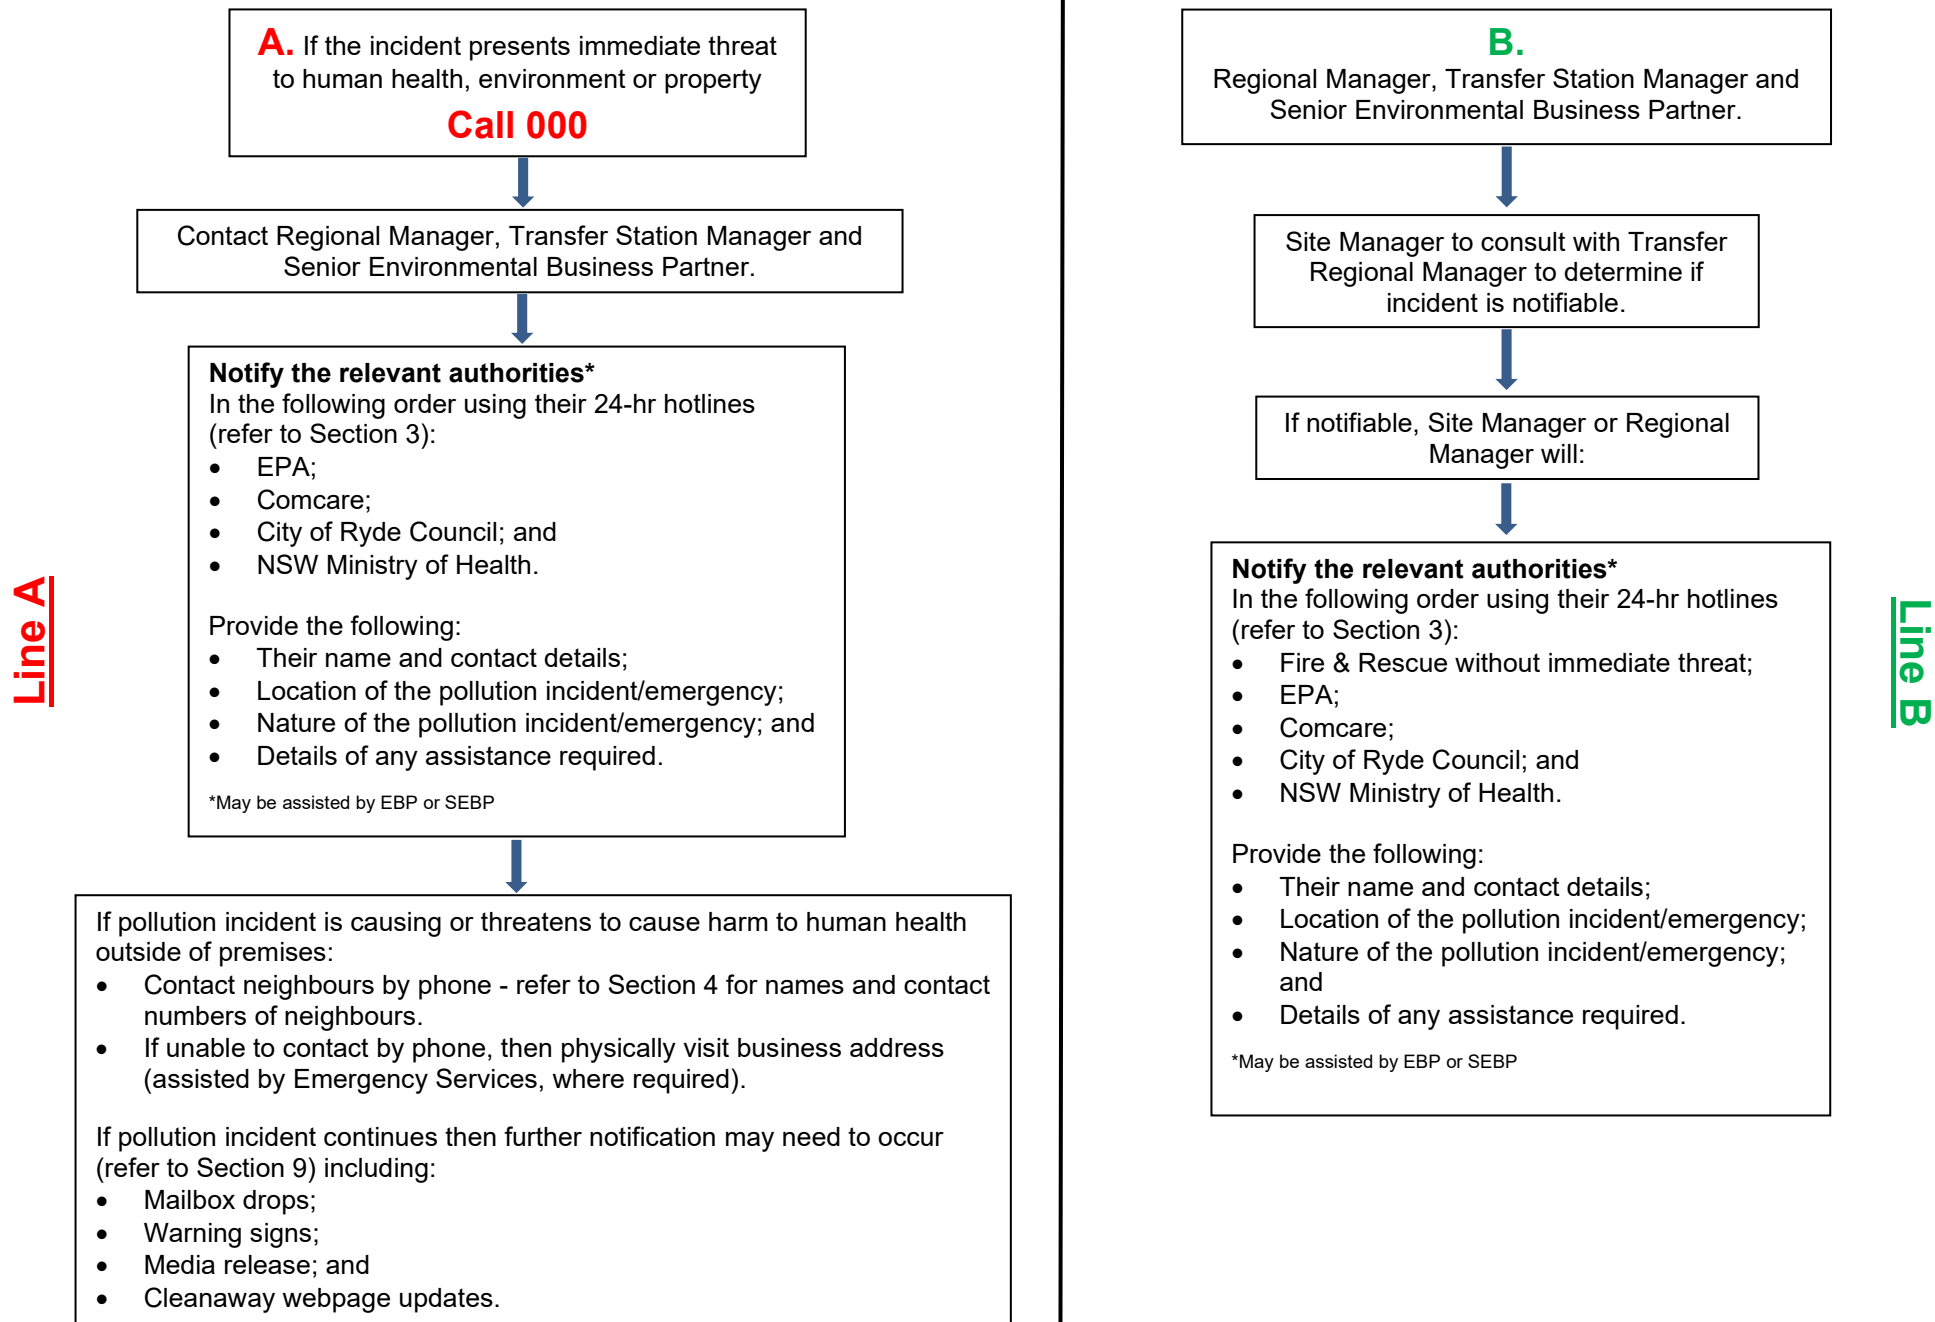 A. If the incident presents immediate threat
to human health, environment or property
Call 000
Contact Regional Manager, Transfer Station Manager and
Senior Environmental Business Partner.
Notify the relevant authorities*
In the following order using their 24-hr hotlines
(refer to Section 3):
• EPA;
• Comcare;
• City of Ryde Council; and
• NSW Ministry of Health.
Provide the following:
• Their name and contact details;
• Location of the pollution incident/emergency;
• Nature of the pollution incident/emergency; and
• Details of any assistance required.
*May be assisted by EBP or SEBP
If pollution incident is causing or threatens to cause harm to human health
outside of premises:
• Contact neighbours by phone - refer to Section 4 for names and contact
numbers of neighbours.
• If unable to contact by phone, then physically visit business address
(assisted by Emergency Services, where required).
If pollution incident continues then further notification may need to occur
(refer to Section 9) including:
• Mailbox drops;
• Warning signs;
• Media release; and
• Cleanaway webpage updates.
Line A
B.
Regional Manager, Transfer Station Manager and
Senior Environmental Business Partner.
Site Manager to consult with Transfer
Regional Manager to determine if
incident is notifiable.
If notifiable, Site Manager or Regional
Manager will:
Notify the relevant authorities*
In the following order using their 24-hr hotlines
(refer to Section 3):
• Fire & Rescue without immediate threat;
• EPA;
• Comcare;
• City of Ryde Council; and
• NSW Ministry of Health.
Provide the following:
• Their name and contact details;
• Location of the pollution incident/emergency;
• Nature of the pollution incident/emergency;
and
• Details of any assistance required.
*May be assisted by EBP or SEBP
Line B